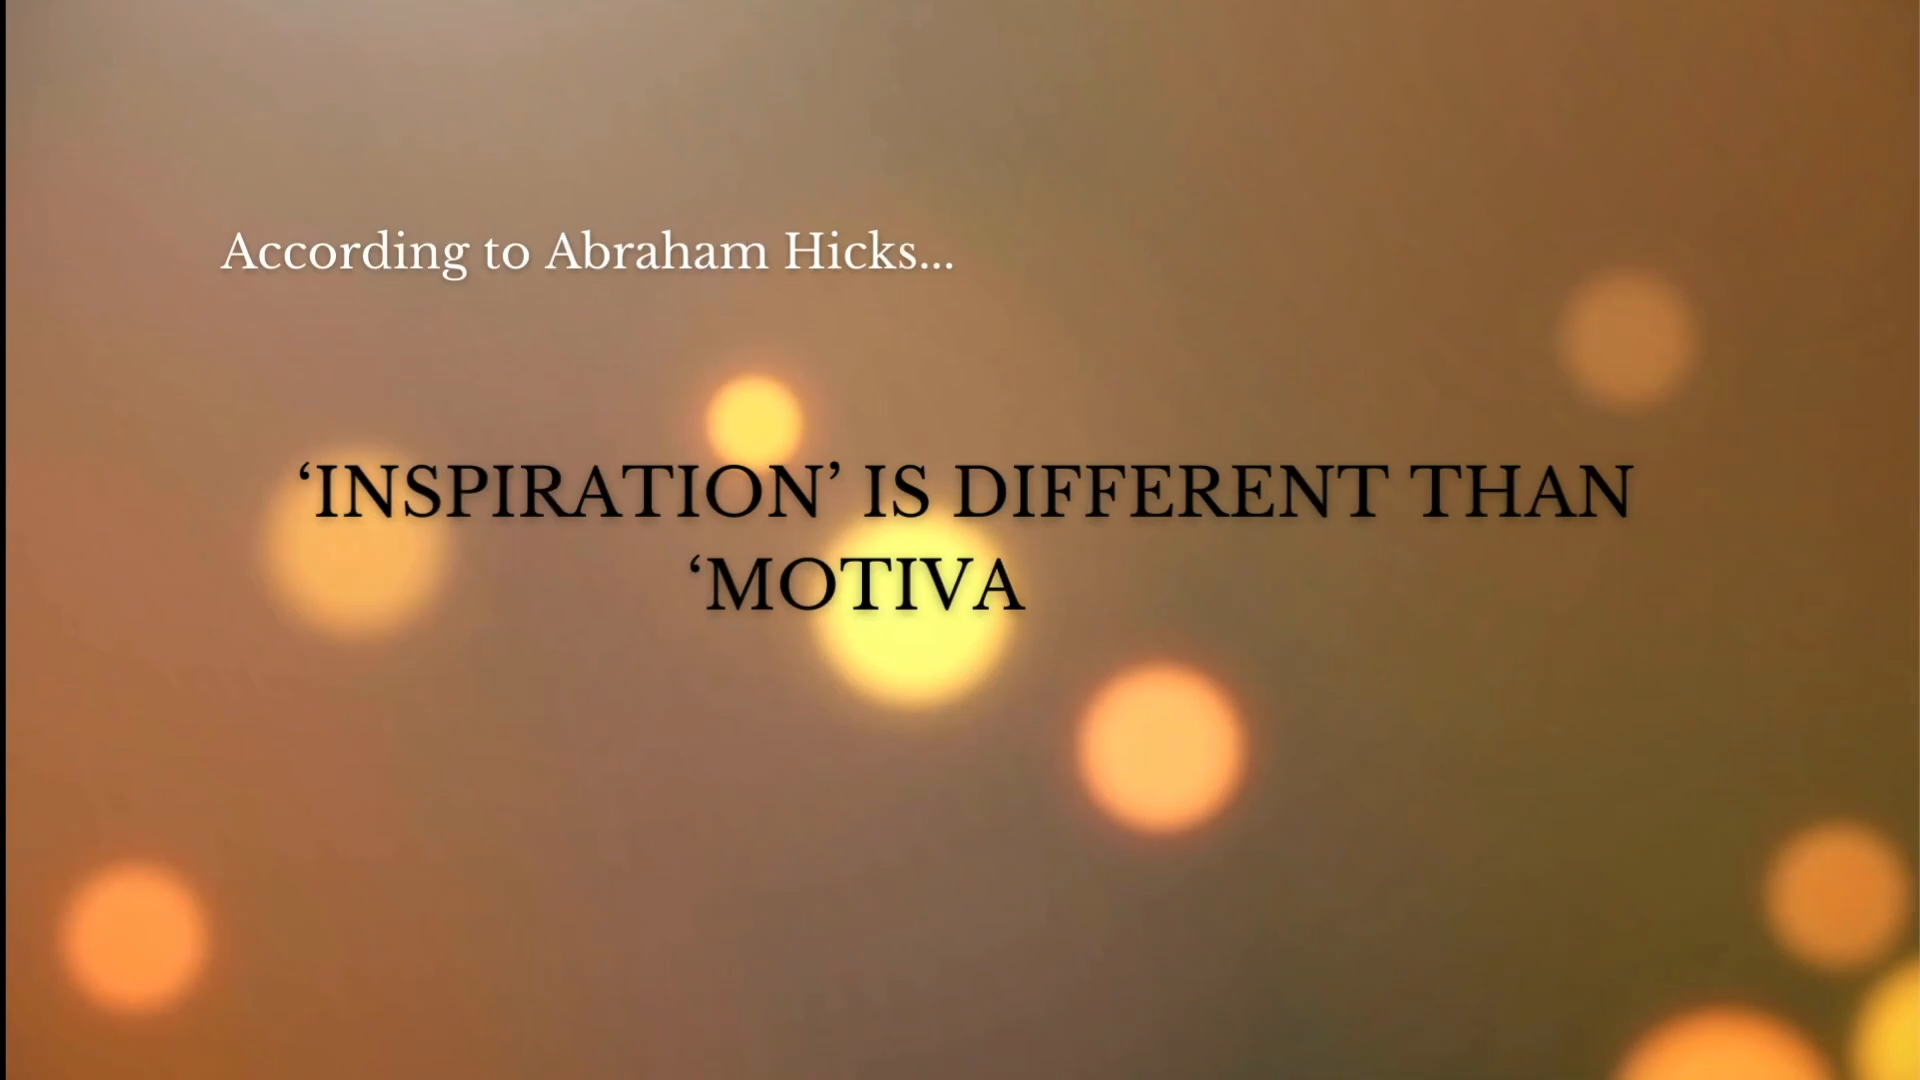 According to Abraham Hicks...
‘INSPIRATION’ IS DIFFERENT THAN
‘MOTIVA